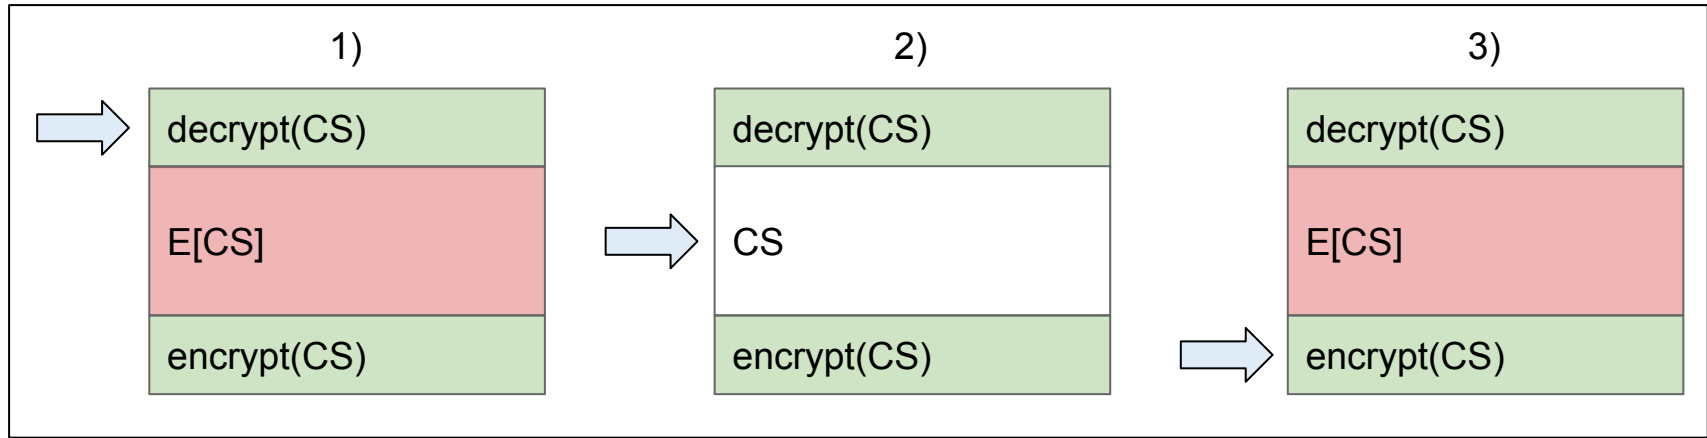 1)
decrypt(CS)
E[CS]
encrypt(CS)
2)
decrypt(CS)
CS
encrypt(CS)
3)
decrypt(CS)
E[CS]
encrypt(CS)